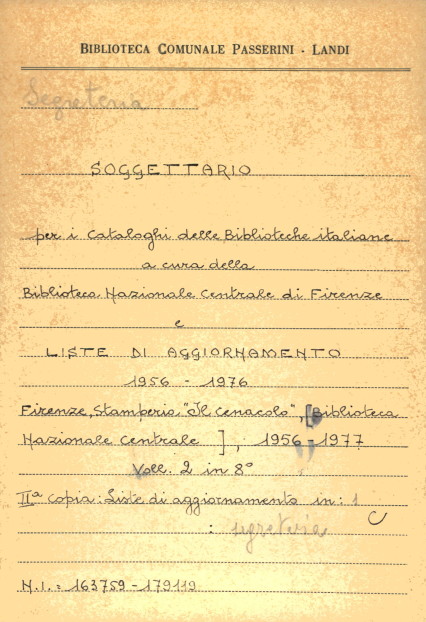 BIBLIOTECA COMUNALE PASSERINI - LANDI
Segreteria
SOGGETTARIO
per i Cataloghi delle Biblioteche italiane
a cura della
Biblioteca Nazionale Centrale di Firenze
e
LISTE DI AGGIORNAMENTO
1956 - 1976
Firenze, Stamperia "Il Cenacolo", [Biblioteca
Nazionale Centrale ], 1956-1977
Voll. 2 in 8°
IIª copia: Liste di aggiornamento in: 1
: segreteria
N.I.= 163759 - 179119